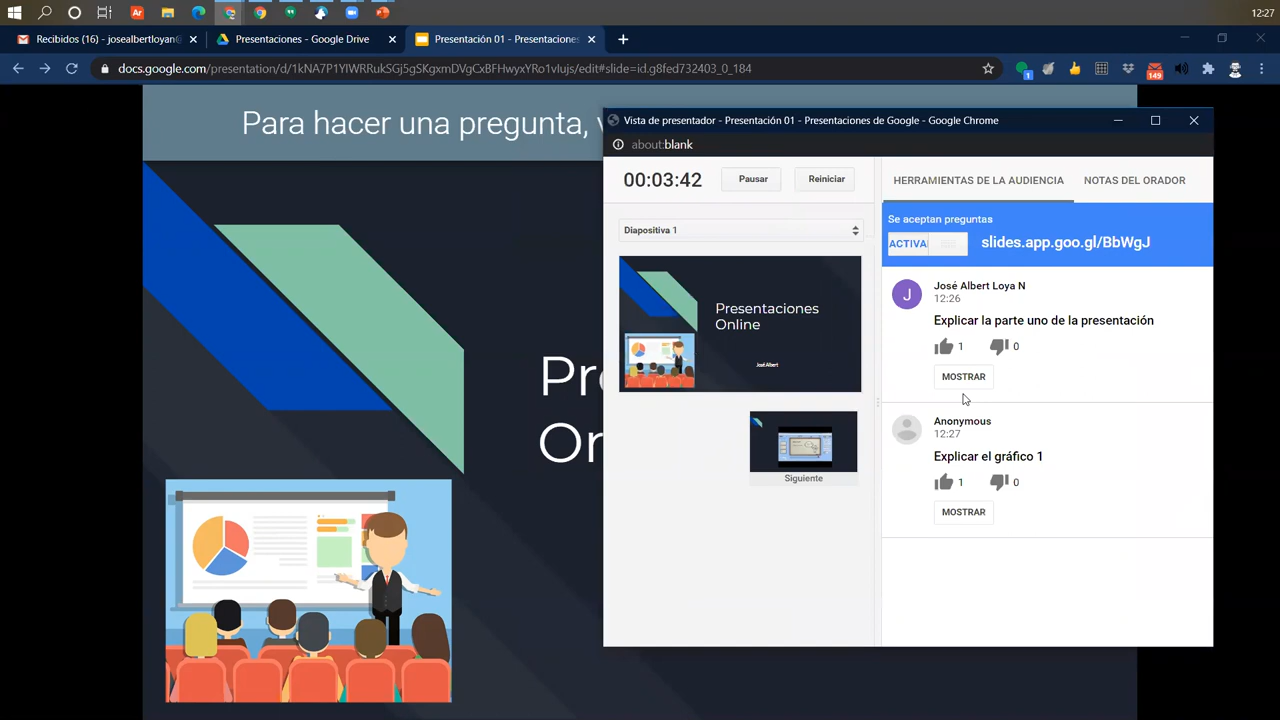 12:27
Recibidos (16) - josealbertloyan@
Presentaciones - Google Drive
Presentación 01 - Presentaciones
docs.google.com/presentation/d/1kNA7P1YIWRRukSGj5gSKgxmDVgCxBFHwyxYRo1vIujs/edit#slide=id.g8fed732403_0_184
1
149
Para hacer una pregunta, v
Vista de presentador - Presentación 01 - Presentaciones de Google - Google Chrome
about:blank
00:03:42
Pausar
Reiniciar
HERRAMIENTAS DE LA AUDIENCIA
NOTAS DEL ORADOR
Diapositiva 1
Se aceptan preguntas
ACTIVA
slides.app.goo.gl/BbWgJ
Presentaciones
Online
José Albert
Siguiente
J
José Albert Loya N
12:26
Explicar la parte uno de la presentación
1
0
MOSTRAR
Anonymous
12:27
Explicar el gráfico 1
1
0
MOSTRAR
Pre
On